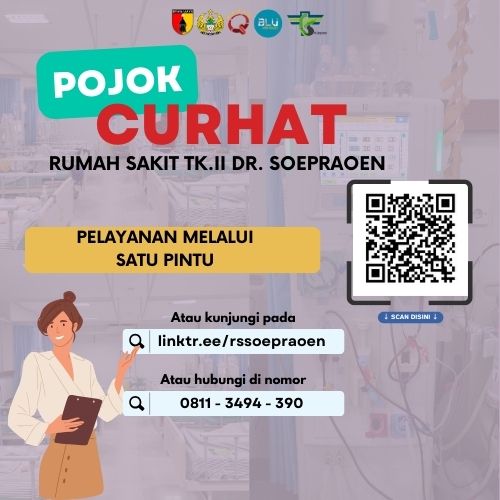 BLU
POJOK
CURHAT
RUMAH SAKIT TK.II DR. SOEPRAOEN
PELAYANAN MELALUI
SATU PINTU
↓ SCAN DISINI ↓
Atau kunjungi pada
linktr.ee/rssoepraoen
Atau hubungi di nomor
0811 - 3494 - 390